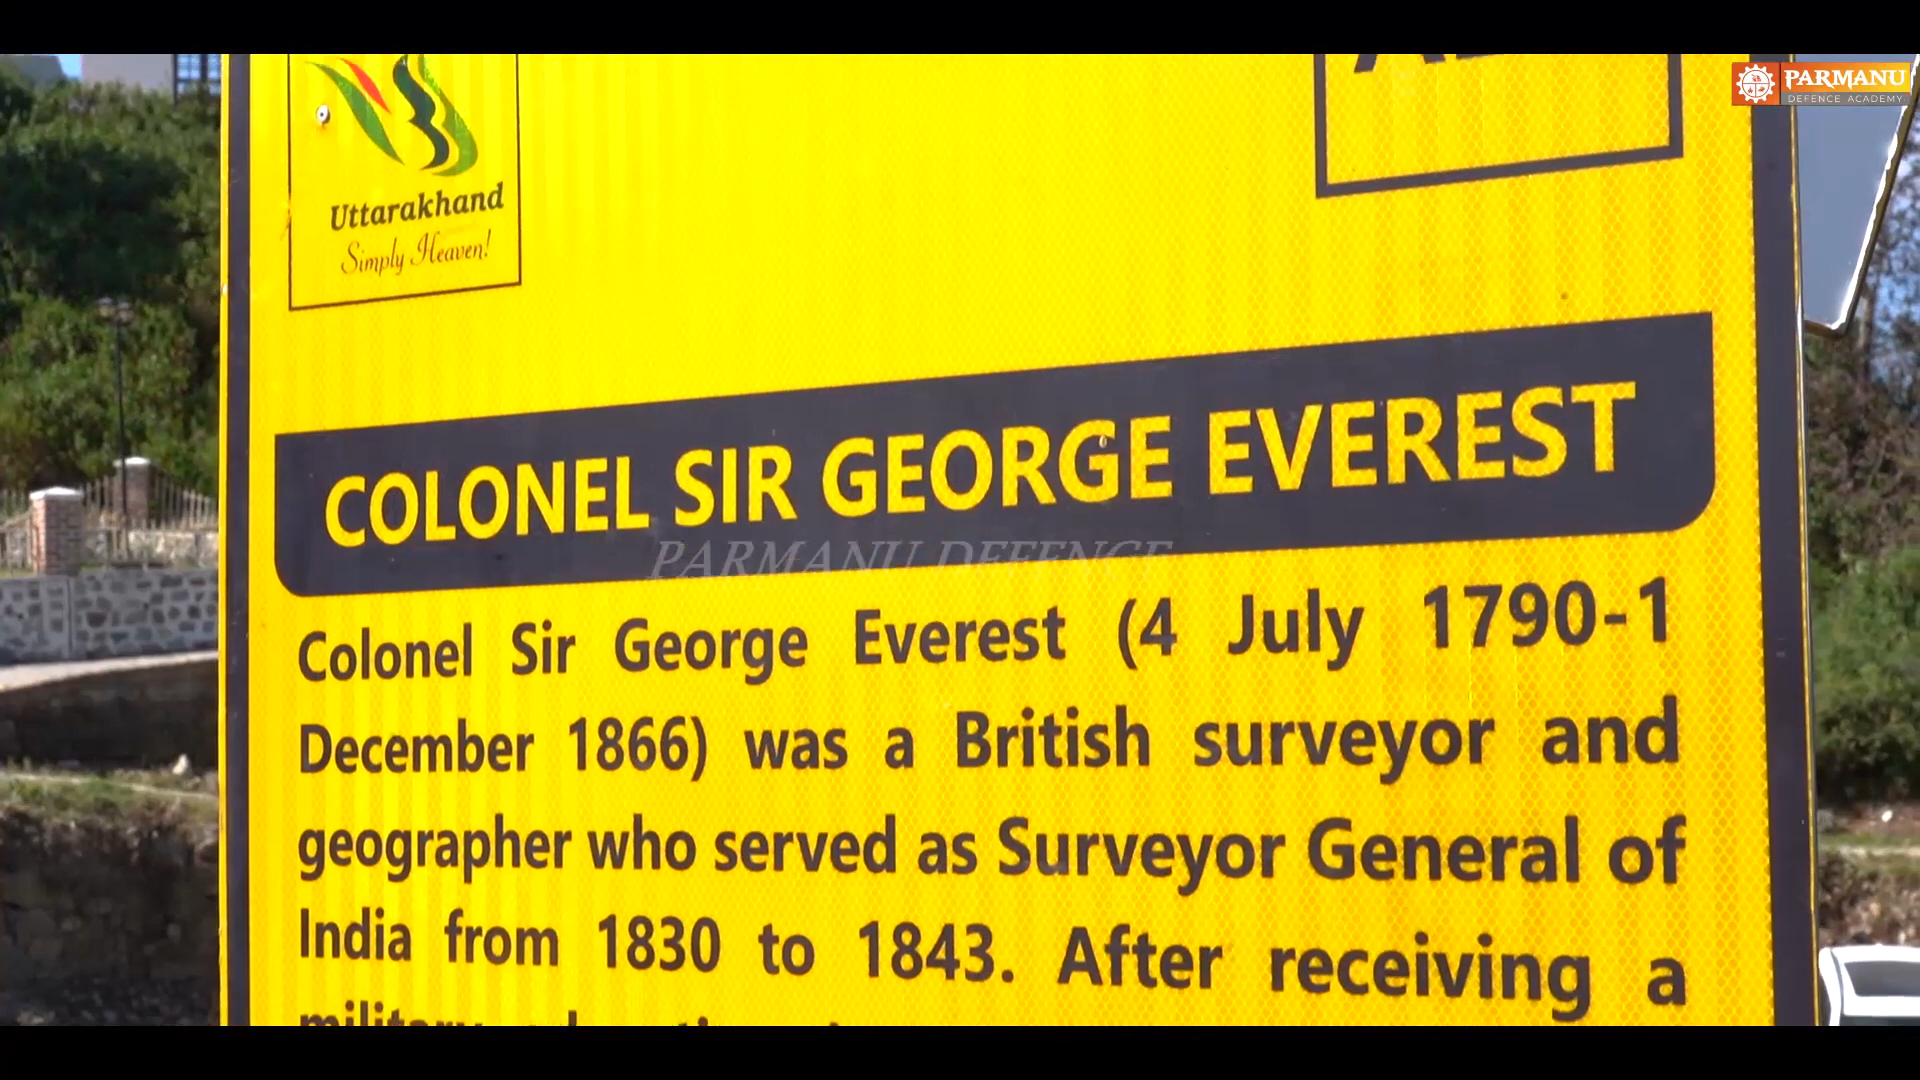 PARMANU
DEFENCE ACADEMY
Uttarakhand
Simply Heaven!
COLONEL SIR GEORGE EVEREST
PARMANU DEFENCE
Colonel Sir George Everest (4 July 1790-1
December 1866) was a British surveyor and
geographer who served as Surveyor General of
India from 1830 to 1843. After receiving a